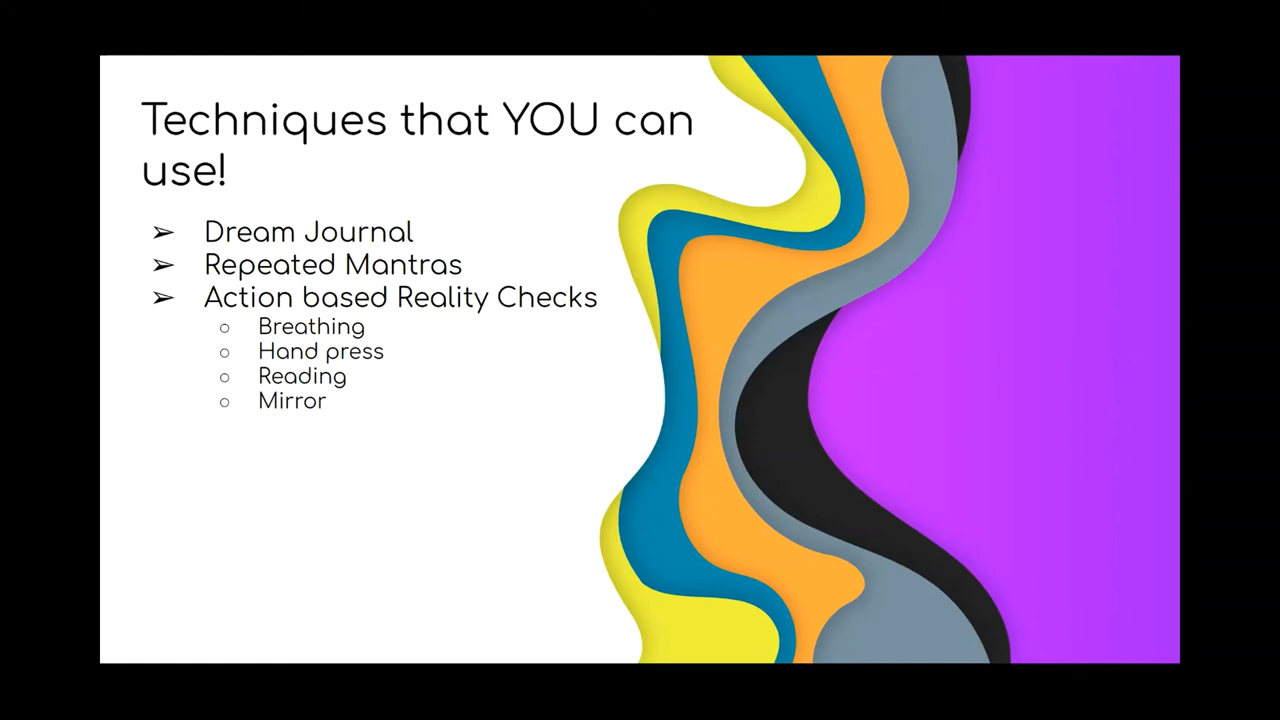 Techniques that YOU can
use!
➢ Dream Journal
➢ Repeated Mantras
➢ Action based Reality Checks
○ Breathing
○ Hand press
○ Reading
○ Mirror